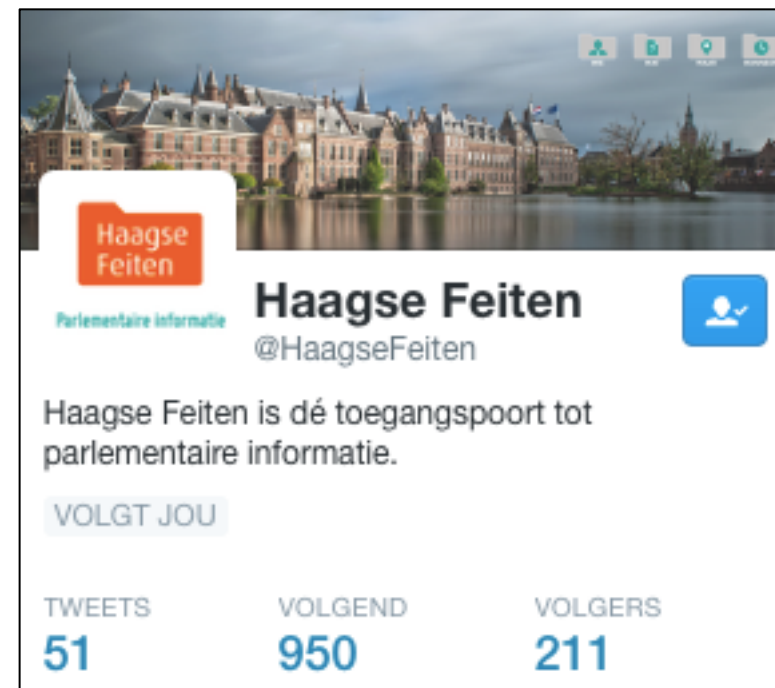 Haagse
Feiten
Parlementaire informatie
Haagse Feiten
@HaagseFeiten
Haagse Feiten is dé toegangspoort tot
parlementaire informatie.
VOLGT JOU
TWEETS VOLGEND VOLGERS
51 950 211